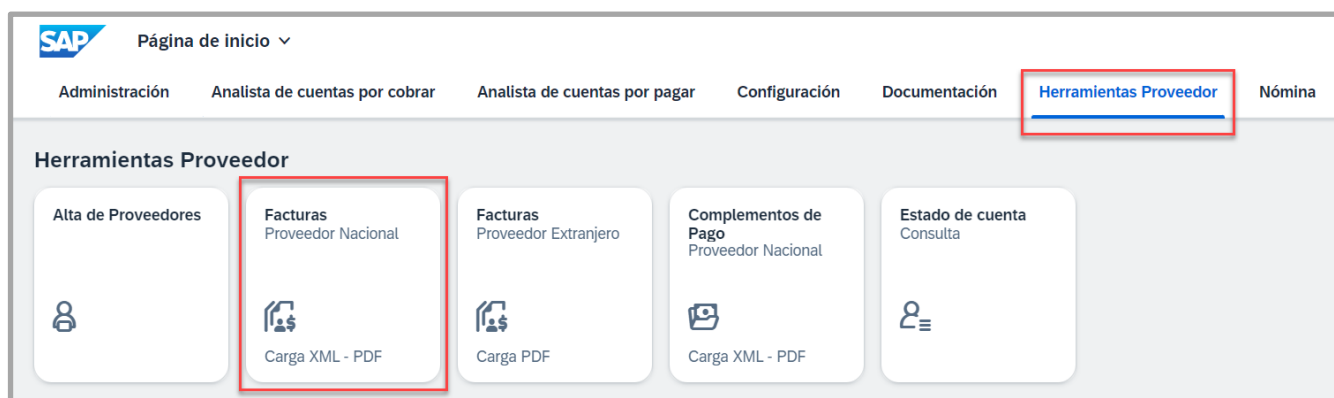 SAP Página de inicio
Administración Analista de cuentas por cobrar Analista de cuentas por pagar Configuración Documentación Herramientas Proveedor Nómina
Herramientas Proveedor
Alta de Proveedores
Facturas
Proveedor Nacional
Carga XML - PDF
Facturas
Proveedor Extranjero
Carga PDF
Complementos de
Pago
Proveedor Nacional
Carga XML - PDF
Estado de cuenta
Consulta